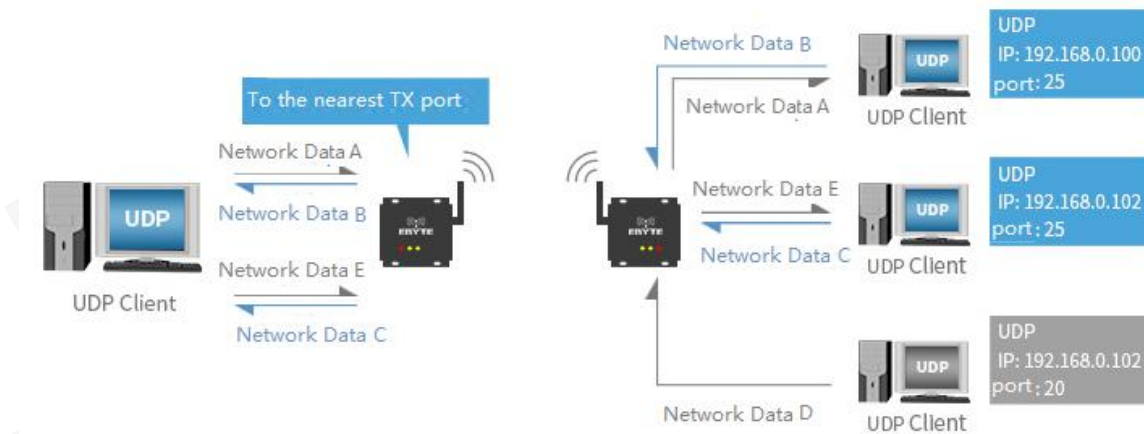 To the nearest TX port
Network Data A
Network Data B
Network Data E
Network Data C
UDP
UDP Client
EBYTE
EBYTE
Network Data B
Network Data A
UDP
UDP Client
UDP
IP: 192.168.0.100
port: 25
Network Data E
Network Data C
UDP
UDP Client
UDP
IP: 192.168.0.102
port: 25
Network Data D
UDP
UDP Client
UDP
IP: 192.168.0.102
port: 20